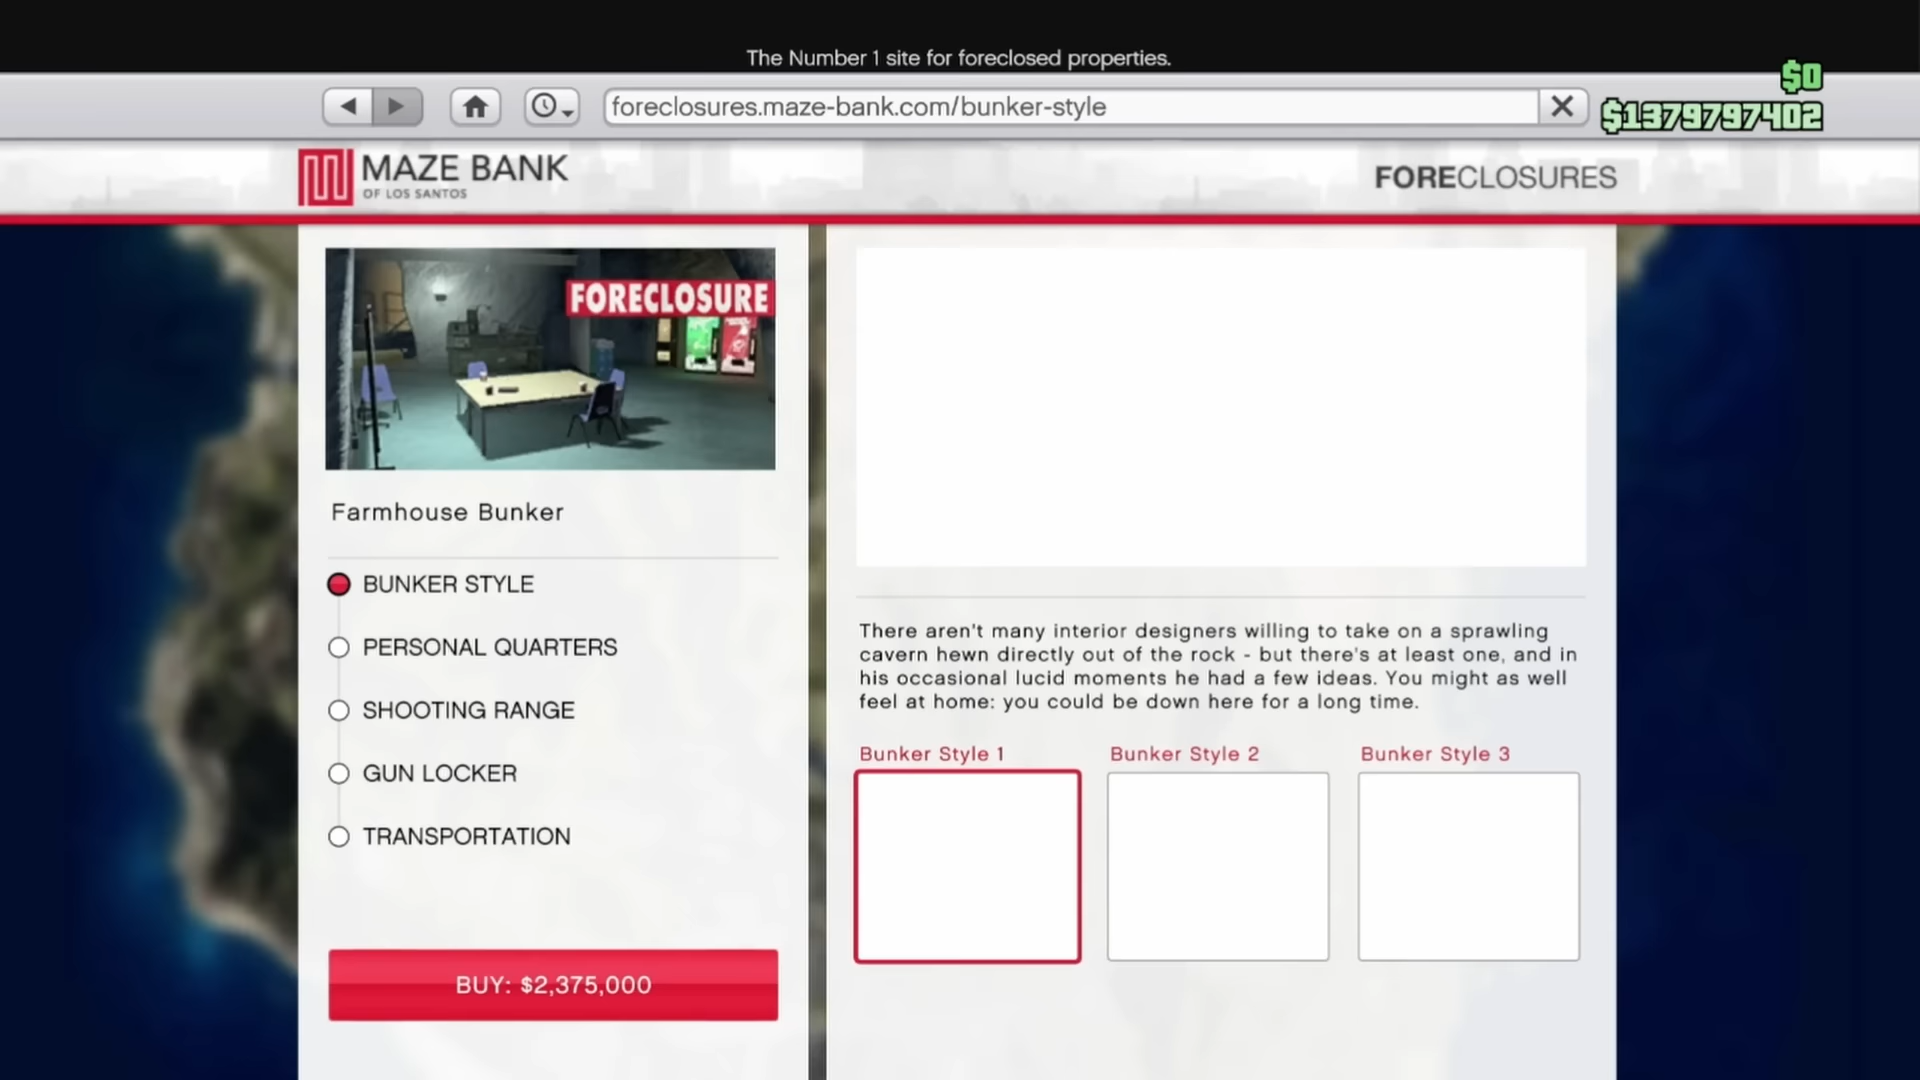 The Number 1 site for foreclosed properties.
$0
foreclosures.maze-bank.com/bunker-style
$1379797402
MAZE BANK
OF LOS SANTOS
FORECLOSURES
FORECLOSURE
Farmhouse Bunker
BUNKER STYLE
PERSONAL QUARTERS
SHOOTING RANGE
GUN LOCKER
TRANSPORTATION
BUY: $2,375,000
There aren't many interior designers willing to take on a sprawling
cavern hewn directly out of the rock - but there's at least one, and in
his occasional lucid moments he had a few ideas. You might as well
feel at home: you could be down here for a long time.
Bunker Style 1
Bunker Style 2
Bunker Style 3